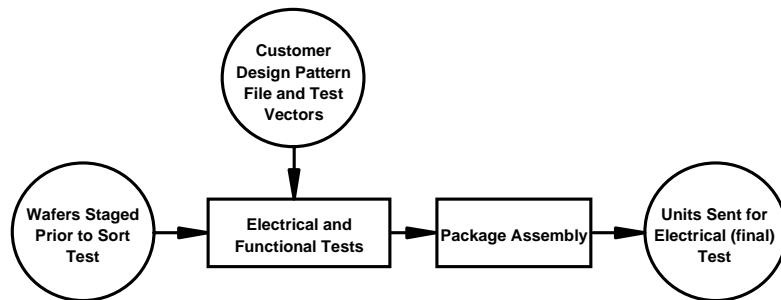 Customer
Design Pattern
File and Test
Vectors
Wafers Staged
Prior to Sort
Test
Electrical and
Functional Tests
Package Assembly
Units Sent for
Electrical (final)
Test